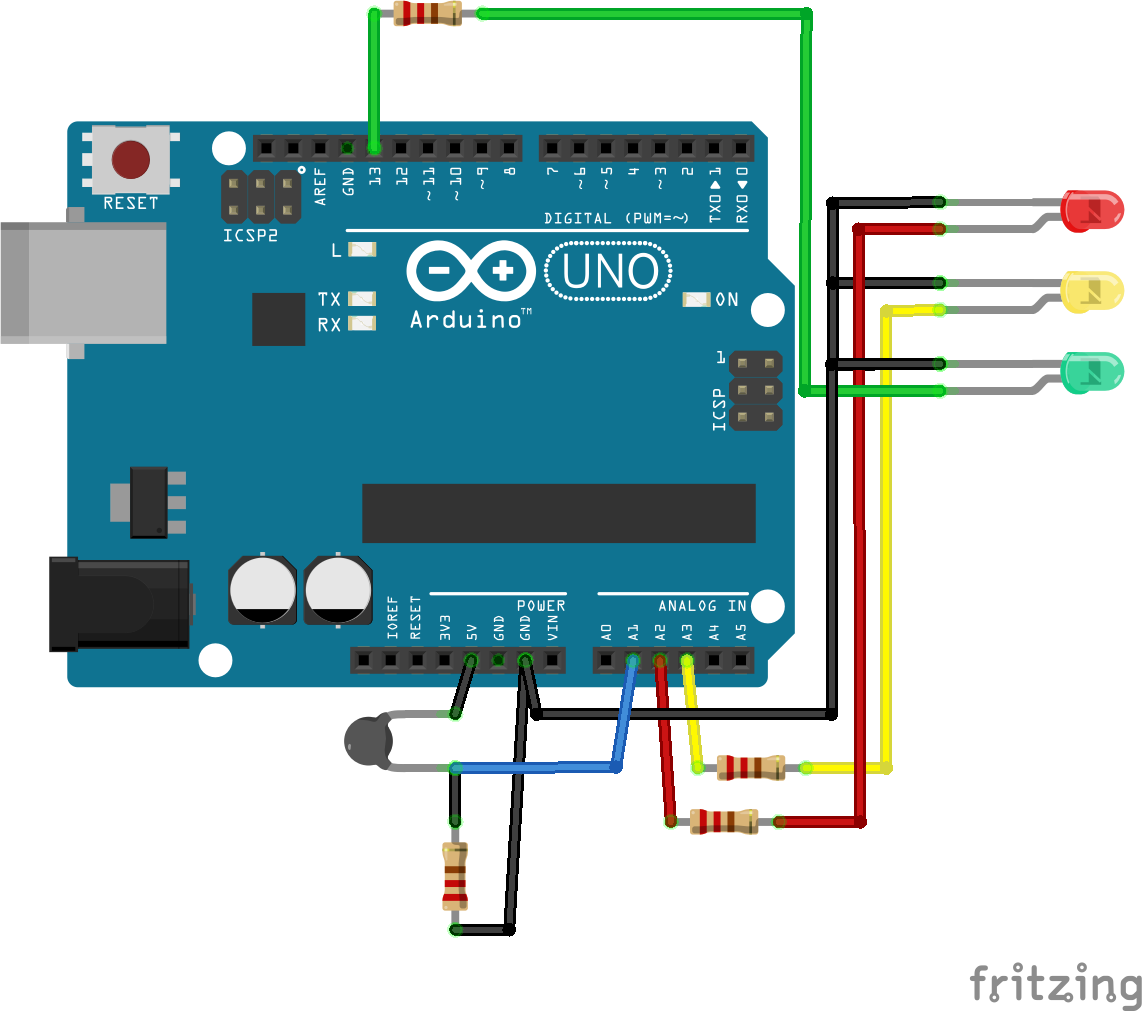 RESET
ICSP2
AREF
GND
13
12
~11
~10
~9
8
7
~6
~5
4
~3
2
TX0▶1
RX0◀0
DIGITAL (PWM=~)
L
TX
RX
UNO
Arduino™
ON
1
ICSP
POWER
ANALOG IN
IOREF
RESET
3V3
5V
GND
GND
VIN
A0
A1
A2
A3
A4
A5
fritzing